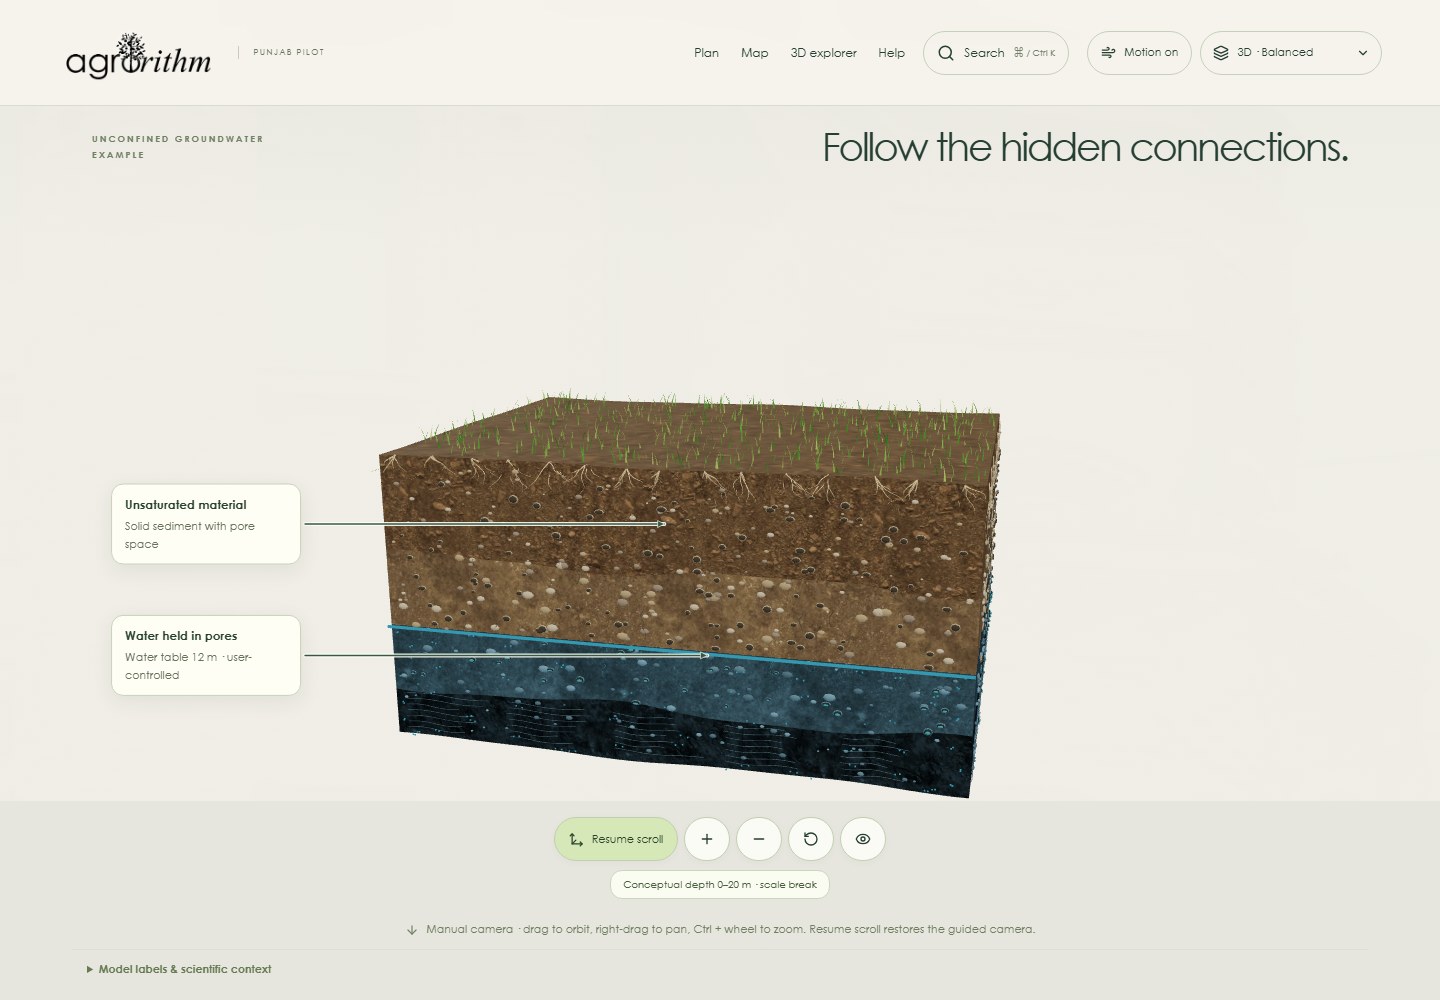 agrorithm
PUNJAB PILOT
Plan
Map
3D explorer
Help
Search ⌘ / Ctrl K
Motion on
3D · Balanced
UNCONFINED GROUNDWATER
EXAMPLE
Follow the hidden connections.
Unsaturated material
Solid sediment with pore
space
Water held in pores
Water table 12 m · user-
controlled
Resume scroll
Conceptual depth 0–20 m · scale break
Manual camera · drag to orbit, right-drag to pan, Ctrl + wheel to zoom. Resume scroll restores the guided camera.
Model labels & scientific context